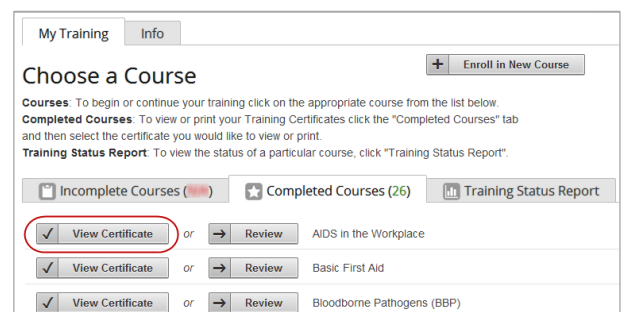 My Training Info
+ Enroll in New Course
Choose a Course
Courses: To begin or continue your training click on the appropriate course from the list below.
Completed Courses: To view or print your Training Certificates click the "Completed Courses" tab
and then select the certificate you would like to view or print.
Training Status Report: To view the status of a particular course, click "Training Status Report".
Incomplete Courses ( ) Completed Courses (26) Training Status Report
View Certificate or Review AIDS in the Workplace
View Certificate or Review Basic First Aid
View Certificate or Review Bloodborne Pathogens (BBP)